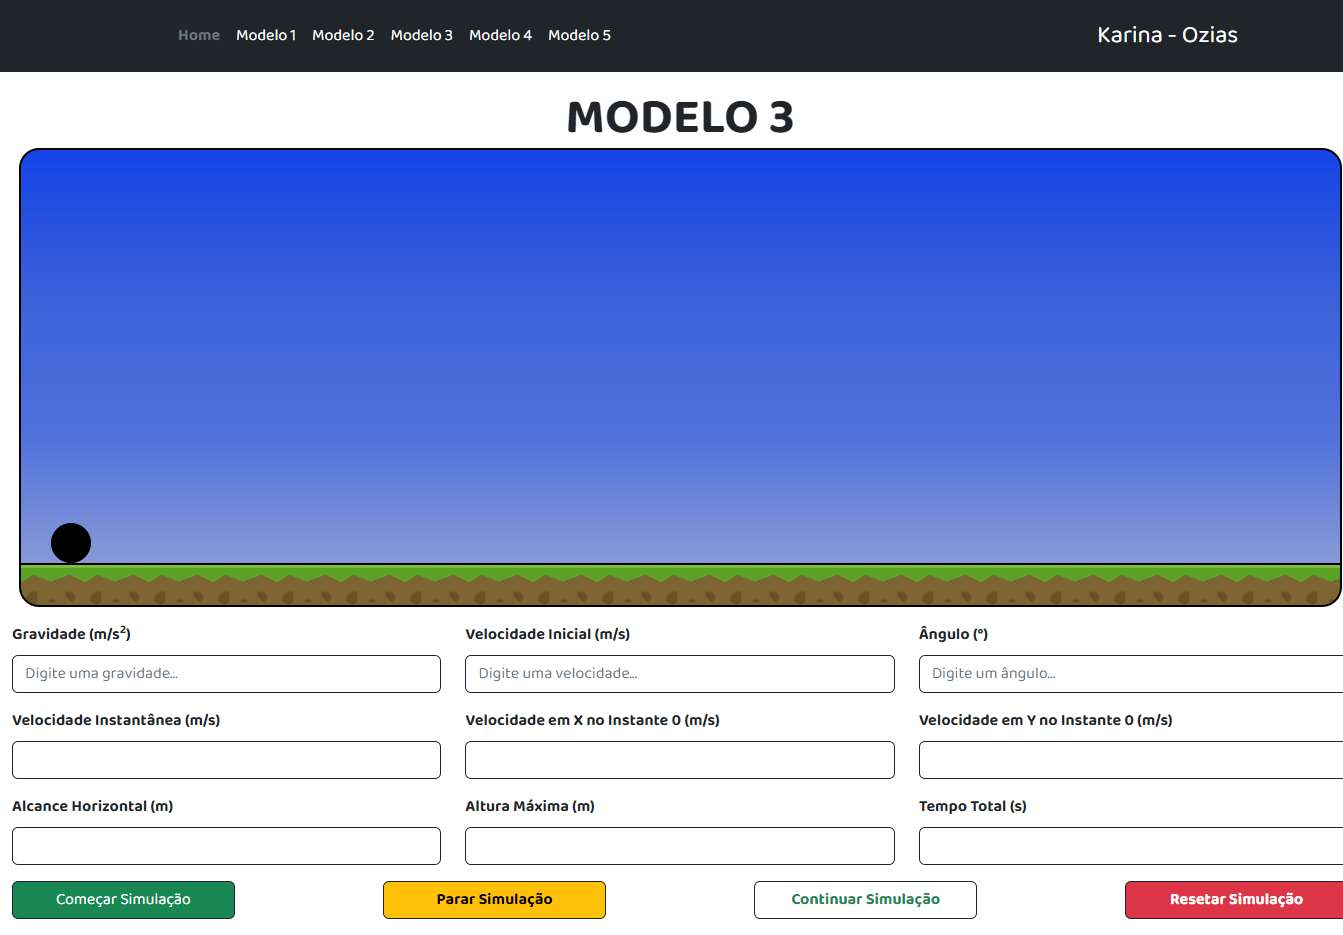 Home Modelo 1 Modelo 2 Modelo 3 Modelo 4 Modelo 5 Karina - Ozias
MODELO 3
Gravidade (m/s²) Velocidade Inicial (m/s) Ângulo (°)
Digite uma gravidade... Digite uma velocidade... Digite um ângulo...
Velocidade Instantânea (m/s) Velocidade em X no Instante 0 (m/s) Velocidade em Y no Instante 0 (m/s)
Alcance Horizontal (m) Altura Máxima (m) Tempo Total (s)
Começar Simulação Parar Simulação Continuar Simulação Resetar Simulação